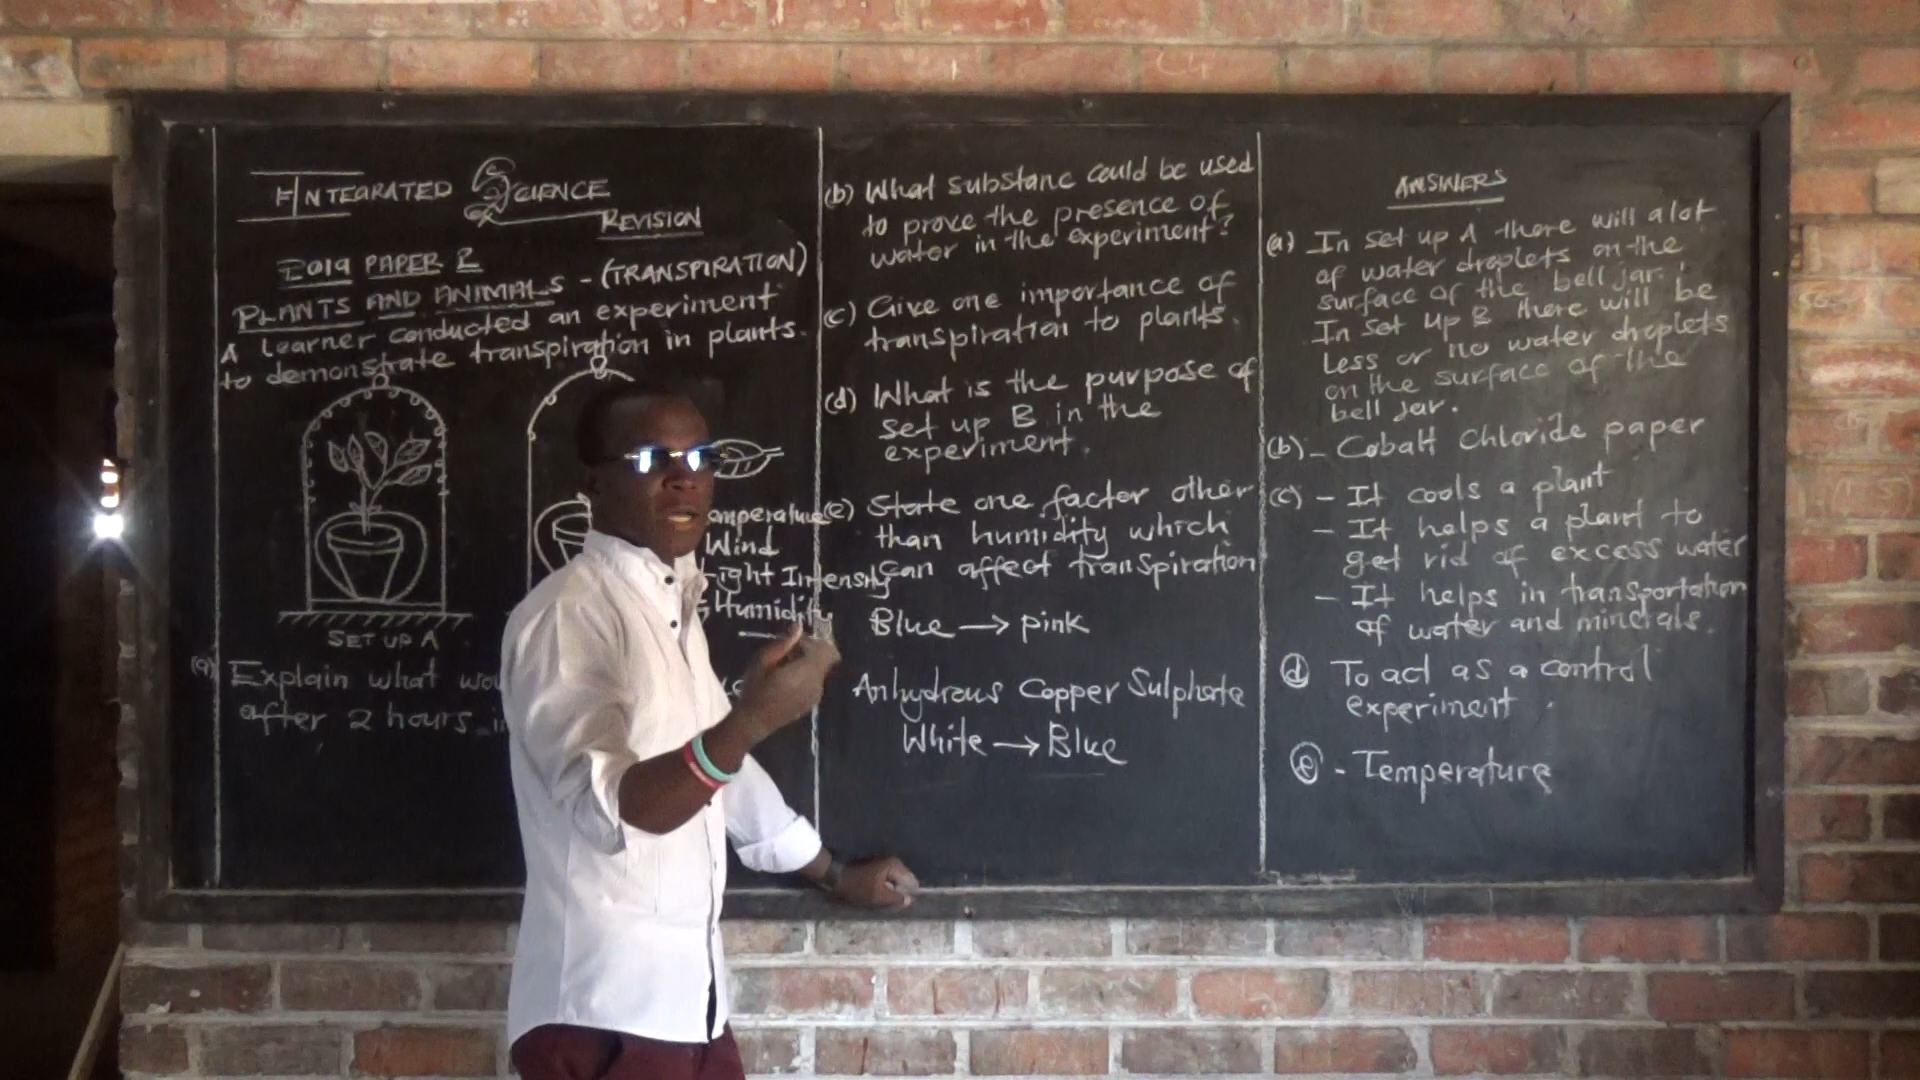 INTEGRATED SCIENCE
REVISION
2019 PAPER 2
PLANTS AND ANIMALS - (TRANSPIRATION)
A learner conducted an experiment
to demonstrate transpiration in plants.
SET UP A
(a) Explain what
after 2 hours
Temperature
Wind
Light Intensity
Humidity
(b) What substanc could be used
to prove the presence of
water in the experiment?
(c) Give one importance of
transpiration to plants.
(d) What is the purpose of
set up B in the
experiment.
(e) State one factor other
than humidity which
can affect transpiration
Blue → pink
Anhydrous Copper Sulphate
White → Blue
ANSWERS
(a) In set up A there will alot
of water droplets on the
surface of the bell jar.
In set up B there will be
less or no water droplets
on the surface of the
bell jar.
(b) - Cobalt Chloride paper
(c) - It cools a plant
- It helps a plant to
get rid of excess water
- It helps in transportation
of water and minerals.
(d) To act as a control
experiment.
(e) - Temperature